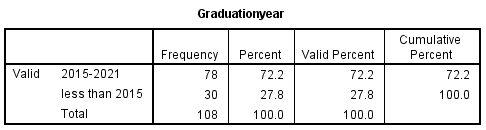 Graduationyear
Frequency Percent Valid Percent Cumulative Percent
Valid 2015-2021 78 72.2 72.2 72.2
less than 2015 30 27.8 27.8 100.0
Total 108 100.0 100.0